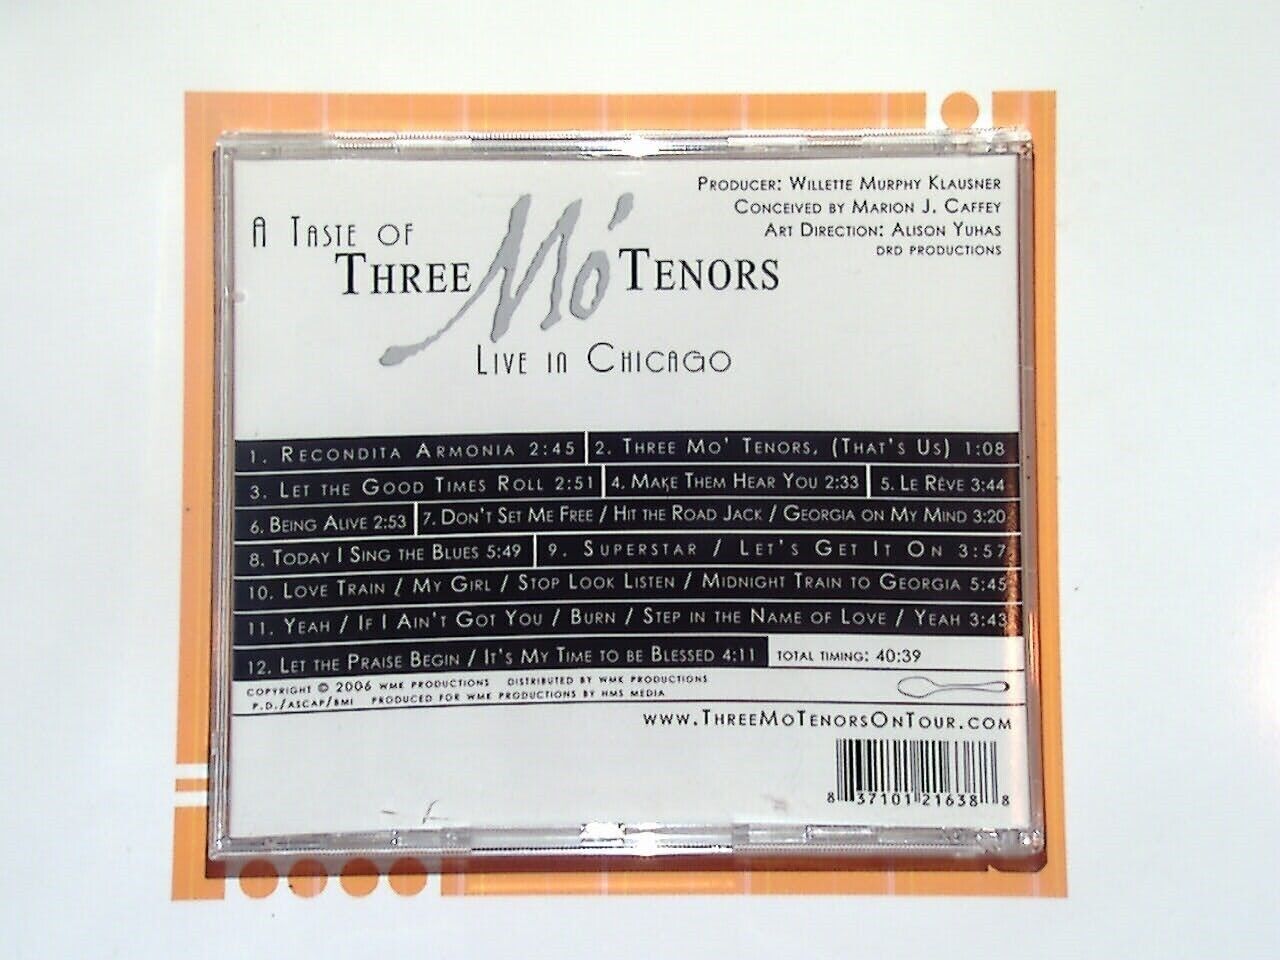 PRODUCER: WILLETTE MURPHY KLAUSNER
CONCEIVED BY MARION J. CAFFEY
ART DIRECTION: ALISON YUHAS
DRD PRODUCTIONS
A TASTE OF
THREE MO' TENORS
LIVE IN CHICAGO
1. RECONDITA ARMONIA 2:45 2. THREE MO' TENORS, (THAT'S US) 1:08
3. LET THE GOOD TIMES ROLL 2:51 4. MAKE THEM HEAR YOU 2:33 5. LE RÊVE 3:44
6. BEING ALIVE 2:53 7. DON'T SET ME FREE / HIT THE ROAD JACK / GEORGIA ON MY MIND 3:20
8. TODAY I SING THE BLUES 5:49 9. SUPERSTAR / LET'S GET IT ON 3:57
10. LOVE TRAIN / MY GIRL / STOP LOOK LISTEN / MIDNIGHT TRAIN TO GEORGIA 5:45
11. YEAH / IF I AIN'T GOT YOU / BURN / STEP IN THE NAME OF LOVE / YEAH 3:43
12. LET THE PRAISE BEGIN / IT'S MY TIME TO BE BLESSED 4:11 TOTAL TIMING: 40:39
COPYRIGHT © 2006 WMK PRODUCTIONS DISTRIBUTED BY WMK PRODUCTIONS
P.D./ASCAP/BMI PRODUCED FOR WMK PRODUCTIONS BY HMS MEDIA
WWW.THREEMOTENORSONTOUR.COM
8 37101 21638 8